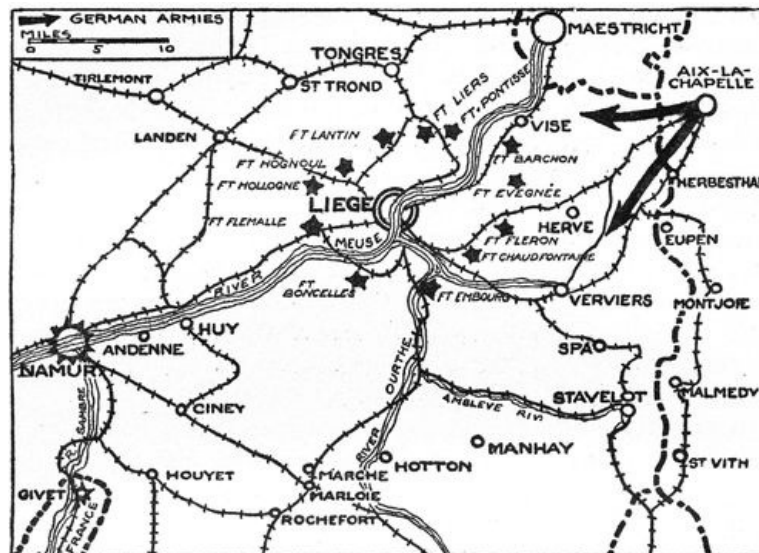 GERMAN ARMIES
MILES
0 5 10
MAESTRICHT
TONGRES
AIX-LA-
CHAPELLE
TIRLEMONT
ST TROND
FT LIERS
FT. PONTISSE
LANDEN
FT LANTIN
VISE
FT BARCHON
FT HOGNOUL
FT HOLLOGNE
FT EVEGNÉE
HERBESTHAL
LIEGE
HERVE
FT FLEMALLE
FT FLERON
EUPEN
MEUSE
RIVER
FT CHAUDFONTAINE
FT
BONCELLES
FT EMBOURG
VERVIERS
MONTJOIE
HUY
ANDENNE
NAMUR
SPA
OURTHE
RIVER
STAVELOT
MALMEDY
AMBLEVE RIV.
CINEY
R. SAMBRE
MANHAY
HOTTON
ST VITH
HOUYET
MARCHE
MARLOIE
GIVET
FRANCE
ROCHEFORT